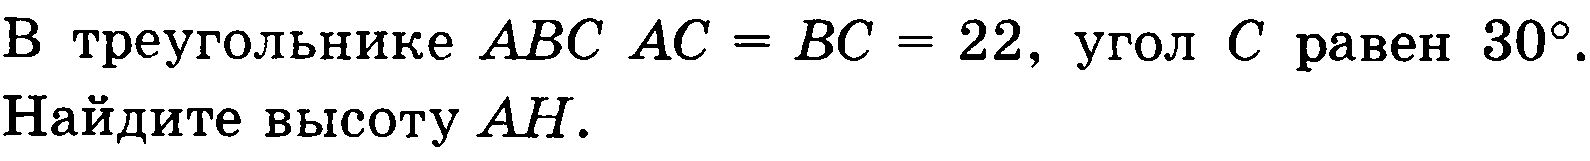 В треугольнике ABC AC = BC = 22, угол C равен 30°.
Найдите высоту AH.